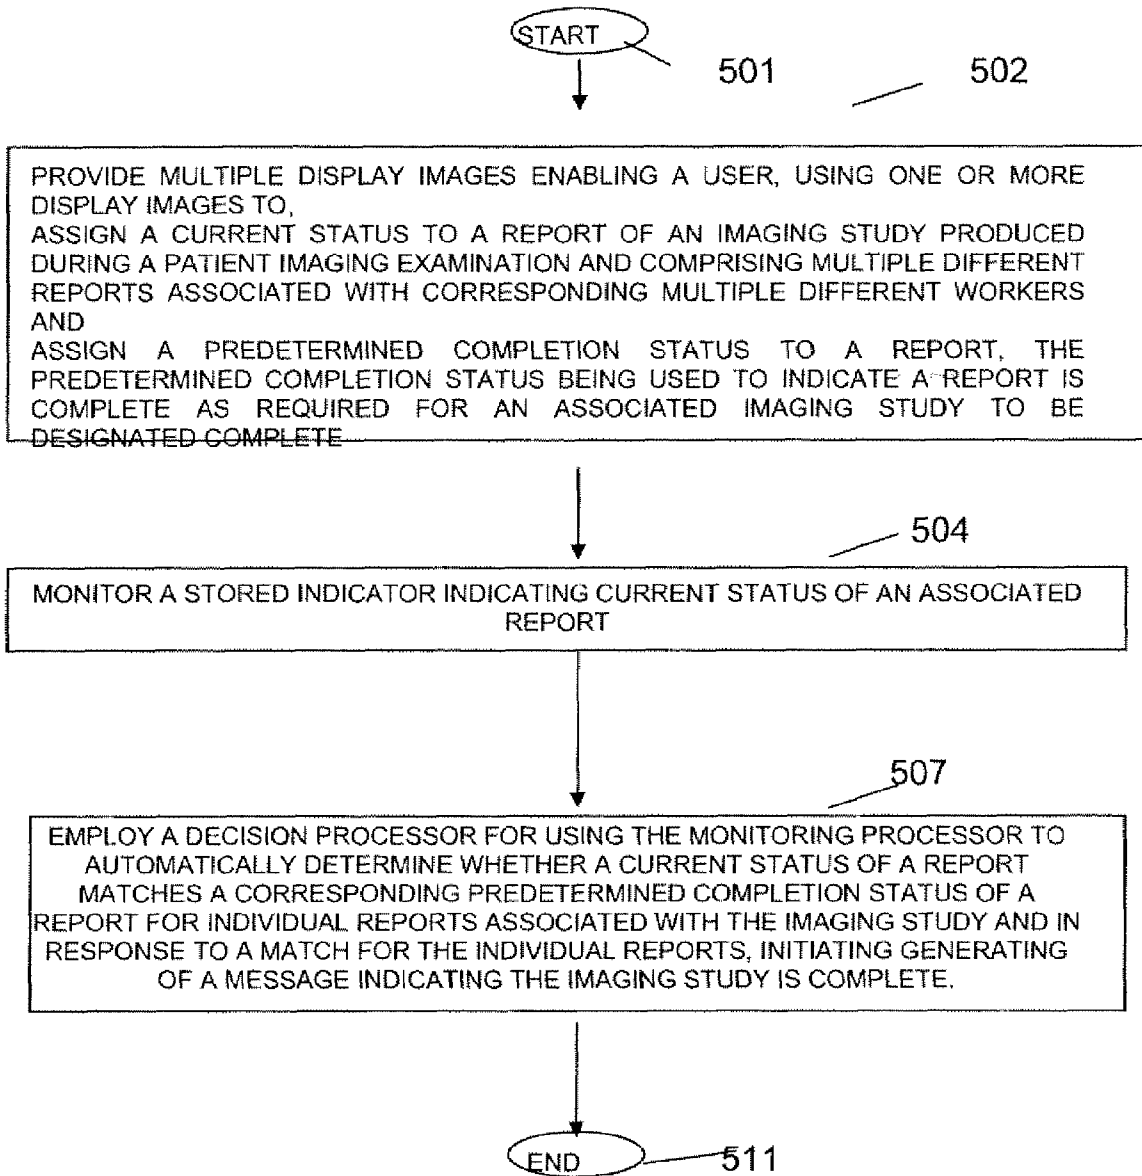 START
501
502
PROVIDE MULTIPLE DISPLAY IMAGES ENABLING A USER, USING ONE OR MORE
DISPLAY IMAGES TO,
ASSIGN A CURRENT STATUS TO A REPORT OF AN IMAGING STUDY PRODUCED
DURING A PATIENT IMAGING EXAMINATION AND COMPRISING MULTIPLE DIFFERENT
REPORTS ASSOCIATED WITH CORRESPONDING MULTIPLE DIFFERENT WORKERS
AND
ASSIGN A PREDETERMINED COMPLETION STATUS TO A REPORT, THE
PREDETERMINED COMPLETION STATUS BEING USED TO INDICATE A REPORT IS
COMPLETE AS REQUIRED FOR AN ASSOCIATED IMAGING STUDY TO BE
DESIGNATED COMPLETE
504
MONITOR A STORED INDICATOR INDICATING CURRENT STATUS OF AN ASSOCIATED
REPORT
507
EMPLOY A DECISION PROCESSOR FOR USING THE MONITORING PROCESSOR TO
AUTOMATICALLY DETERMINE WHETHER A CURRENT STATUS OF A REPORT
MATCHES A CORRESPONDING PREDETERMINED COMPLETION STATUS OF A
REPORT FOR INDIVIDUAL REPORTS ASSOCIATED WITH THE IMAGING STUDY AND IN
RESPONSE TO A MATCH FOR THE INDIVIDUAL REPORTS, INITIATING GENERATING
OF A MESSAGE INDICATING THE IMAGING STUDY IS COMPLETE.
END
511